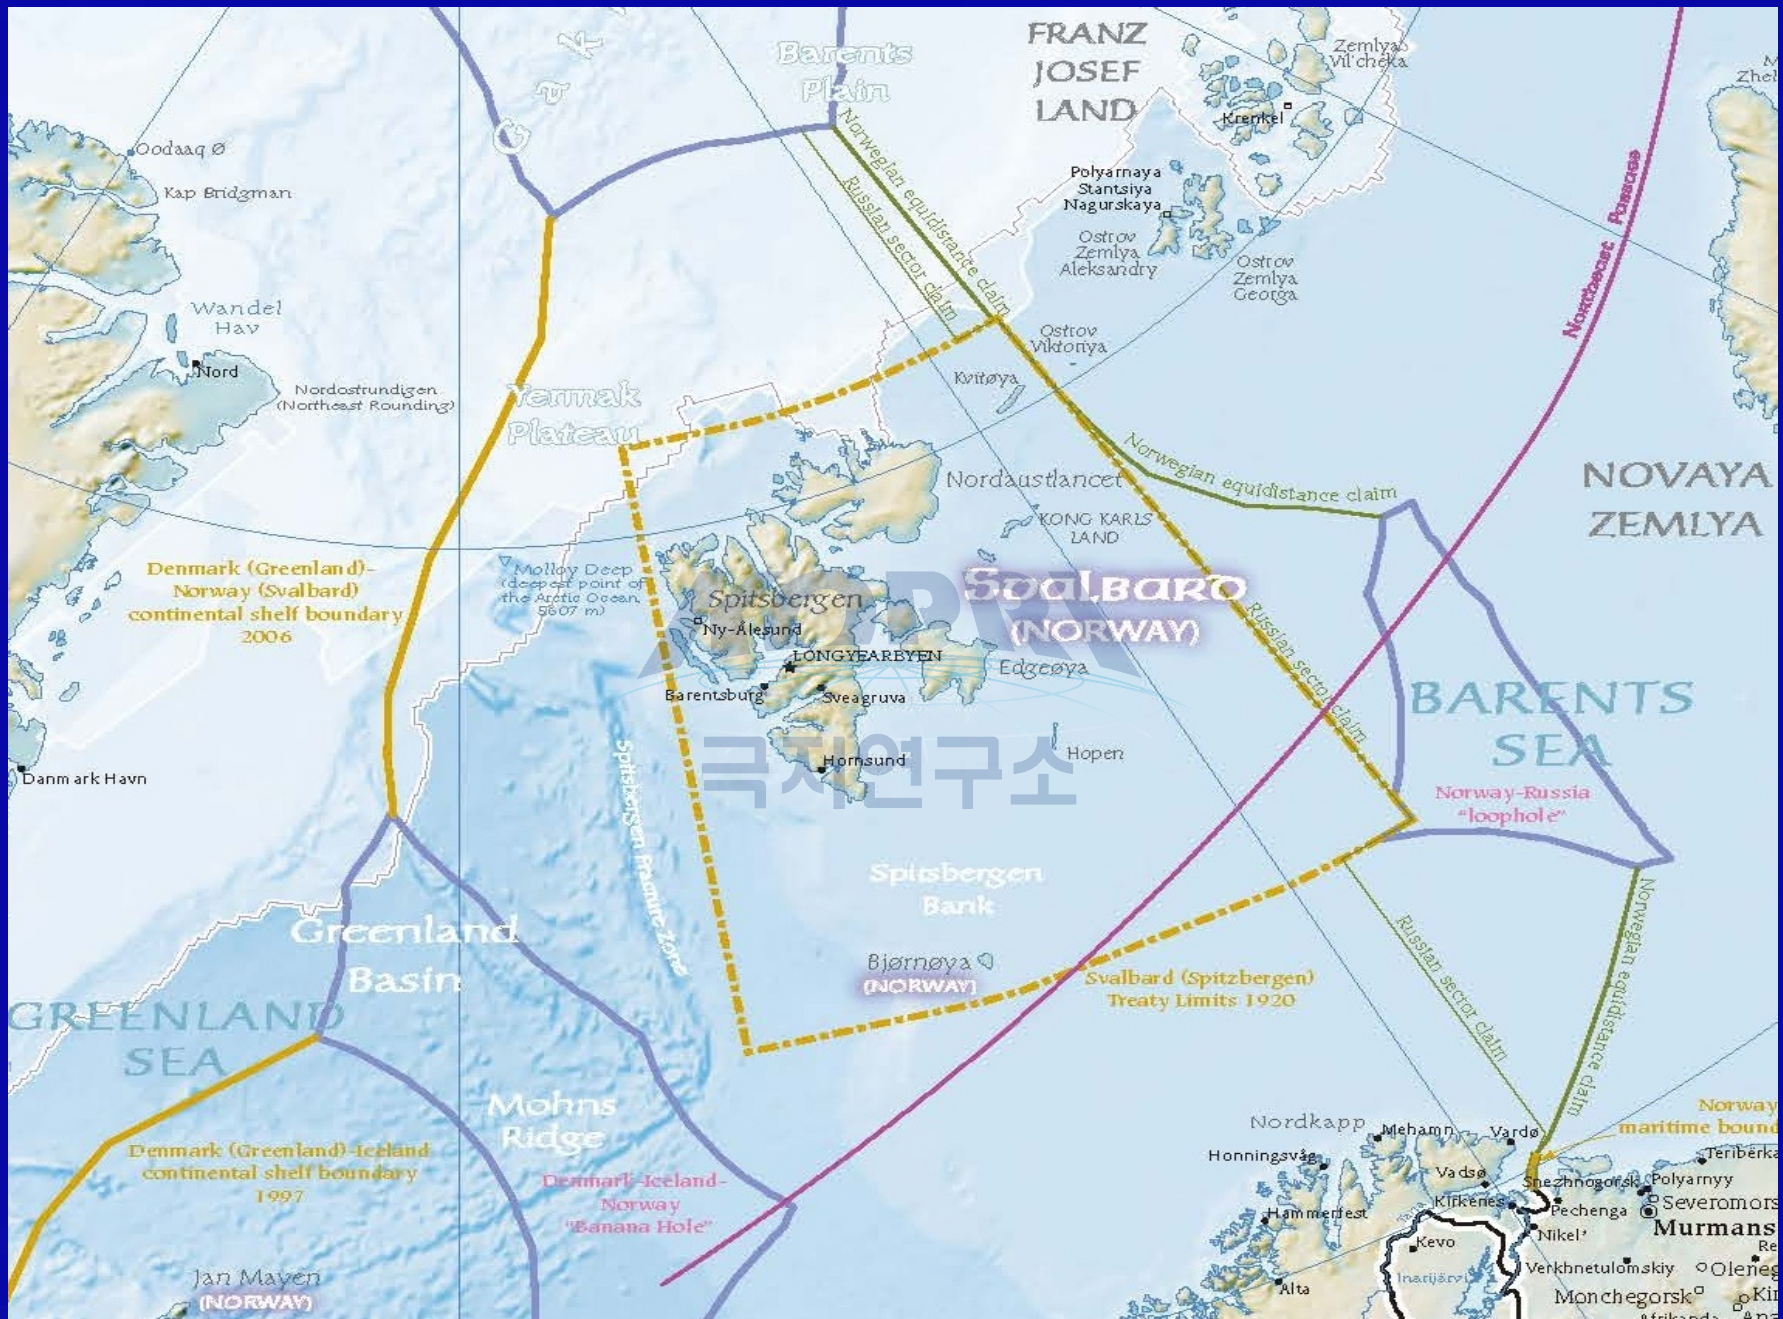 Barents
Plain
FRANZ
JOSEF
LAND
Zemlya
Vil'cheka
Krenkel
Oodaaq Ø
Kap Bridgman
Polyarnaya
Stantsiya
Nagurskaya
Ostrov
Zemlya
Aleksandry
Ostrov
Zemlya
Georga
Northeast Passage
Norwegian equidistance claim
Russian sector claim
Wandel
Hav
Nord
Nordostrundigen
(Northeast Rounding)
Yermak
Plateau
Ostrov
Viktoriya
Kvitøya
Norwegian equidistance claim
Nordaustlandet
KONG KARLS
LAND
NOVAYA
ZEMLYA
Denmark (Greenland)-
Norway (Svalbard)
continental shelf boundary
2006
Molloy Deep
(deepest point of
the Arctic Ocean,
5607 m)
Spitsbergen
Ny-Ålesund
LONGYEARBYEN
Barentsburg
Sveagruva
Svalbard
(NORWAY)
Edgeøya
KOPRI
극지연구소
Russian sector claim
BARENTS
SEA
Hornsund
Hopen
Danmark Havn
Spitsbergen Fracture Zone
Norway-Russia
"loophole"
Spitsbergen
Bank
Greenland
Basin
Bjørnøya
(NORWAY)
Svalbard (Spitzbergen)
Treaty Limits 1920
Russian sector claim
Norwegian equidistance claim
GREENLAND
SEA
Mohns
Ridge
Denmark (Greenland)-Iceland
continental shelf boundary
1997
Denmark-Iceland-
Norway
"Banana Hole"
Jan Mayen
(NORWAY)
Norway
maritime bound
Nordkapp
Mehamn
Vardø
Honningsvåg
Vadsø
Teriberka
Snezhnogorsk
Polyarnyy
Kirkenes
Severomors
Pechenga
Hammerfest
Murmans
Kevo
Nikel'
Inarijärvi
Verkhnetulomskiy
Oleneg
Alta
Monchegorsk
Kir